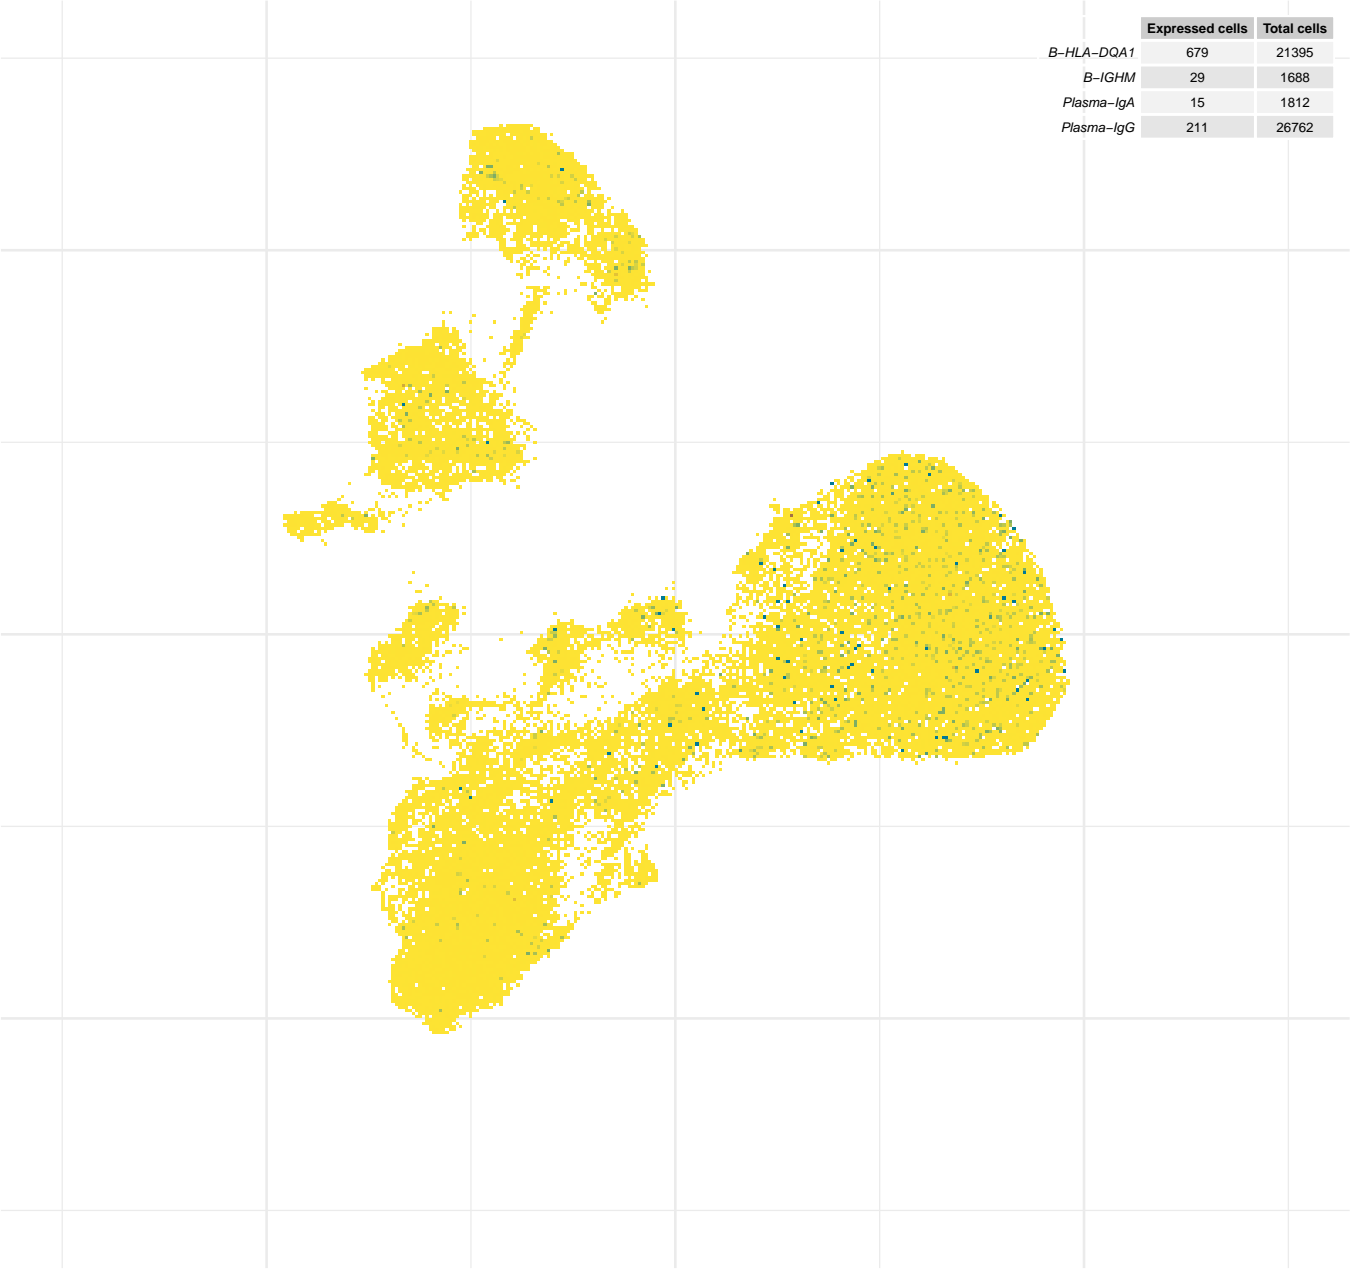 Expressed cells Total cells
B−HLA−DQA1 679 21395
B−IGHM 29 1688
Plasma−IgA 15 1812
Plasma−IgG 211 26762